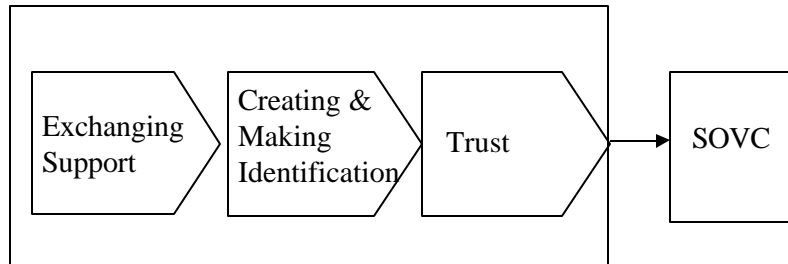 Exchanging
Support
Creating &
Making
Identification
Trust
SOVC